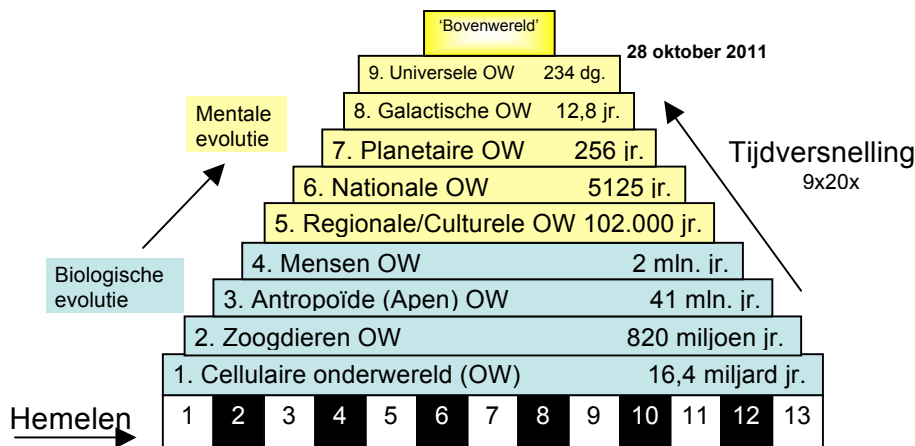 ‘Bovenwereld’
28 oktober 2011
9. Universele OW 234 dg.
8. Galactische OW 12,8 jr.
Mentale
evolutie
7. Planetaire OW 256 jr.
Tijdversnelling
9x20x
6. Nationale OW 5125 jr.
5. Regionale/Culturele OW 102.000 jr.
4. Mensen OW 2 mln. jr.
Biologische
evolutie
3. Antropoïde (Apen) OW 41 mln. jr.
2. Zoogdieren OW 820 miljoen jr.
1. Cellulaire onderwereld (OW) 16,4 miljard jr.
Hemelen 1 2 3 4 5 6 7 8 9 10 11 12 13